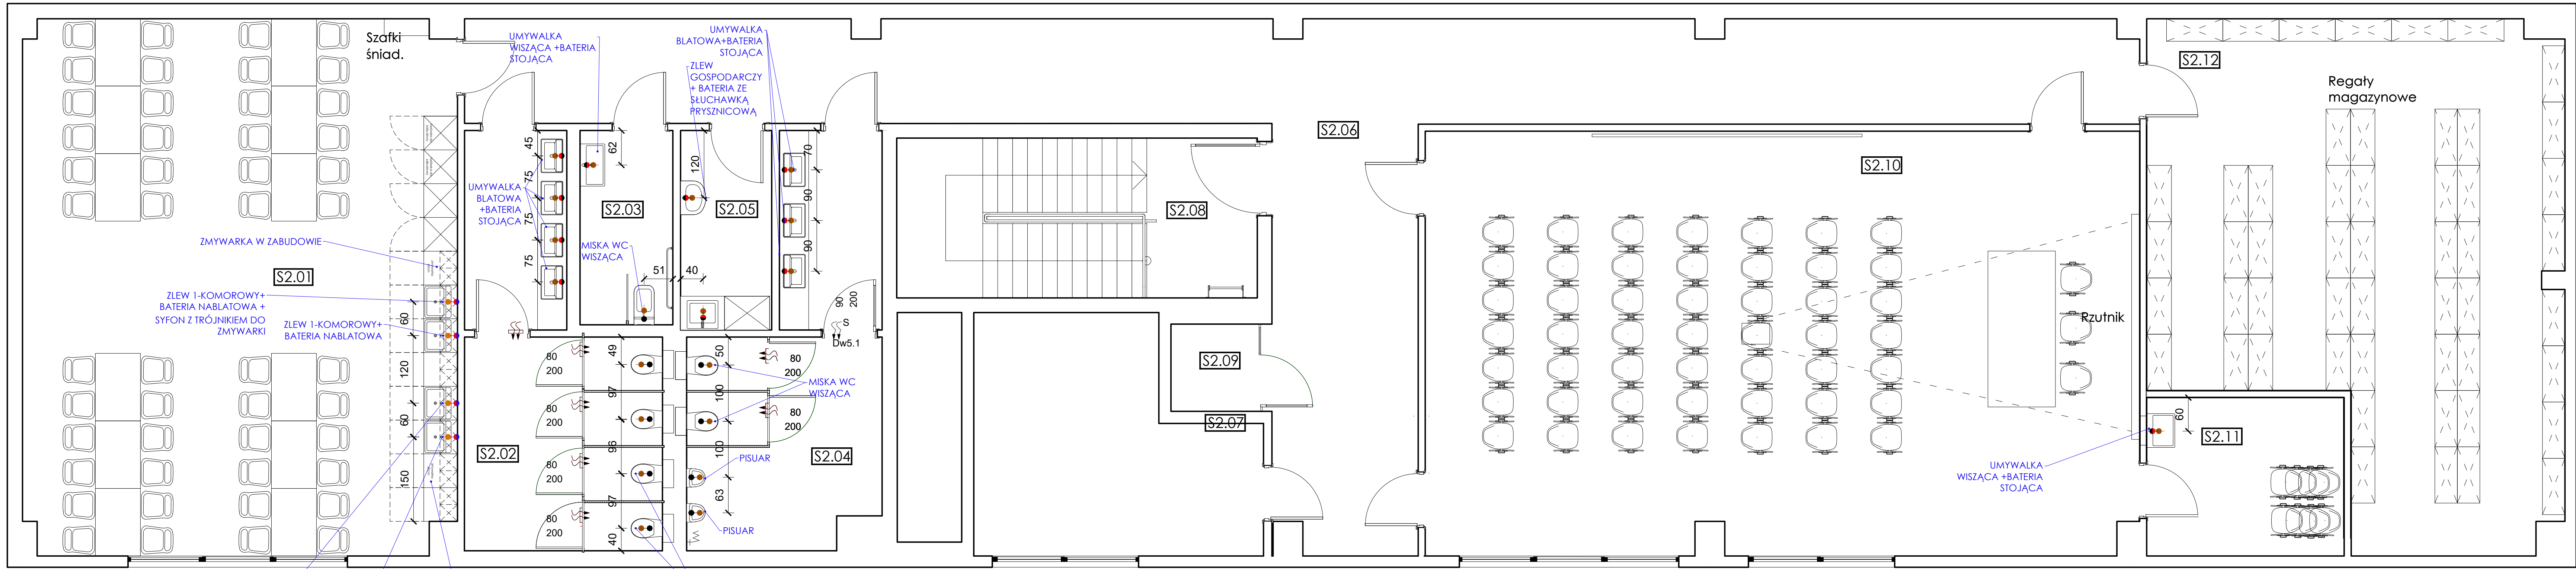 Szafki
śniad.
UMYWALKA
WISZĄCA +BATERIA
STOJĄCA
UMYWALKA
BLATOWA+BATERIA
STOJĄCA
ZLEW
GOSPODARCZY
+ BATERIA ZE
SŁUCHAWKĄ
PRYSZNICOWĄ
S2.12
Regały
magazynowe
S2.06
S2.10
45
75
75
75
62
120
70
90
90
UMYWALKA
BLATOWA
+BATERIA
STOJĄCA
S2.03
S2.05
S2.08
ZMYWARKA W ZABUDOWIE
MISKA WC
WISZĄCA
51
40
S2.01
ZLEW 1-KOMOROWY+
BATERIA NABLATOWA +
SYFON Z TRÓJNIKIEM DO
ZMYWARKI
ZLEW 1-KOMOROWY+
BATERIA NABLATOWA
60
120
60
150
90
200
S
Dw5.1
Rzutnik
80
200
80
200
80
200
80
200
49
97
96
97
40
50
100
100
63
80
200
80
200
MISKA WC
WISZĄCA
S2.09
S2.07
S2.02
S2.04
PISUAR
PISUAR
60
S2.11
UMYWALKA
WISZĄCA +BATERIA
STOJĄCA